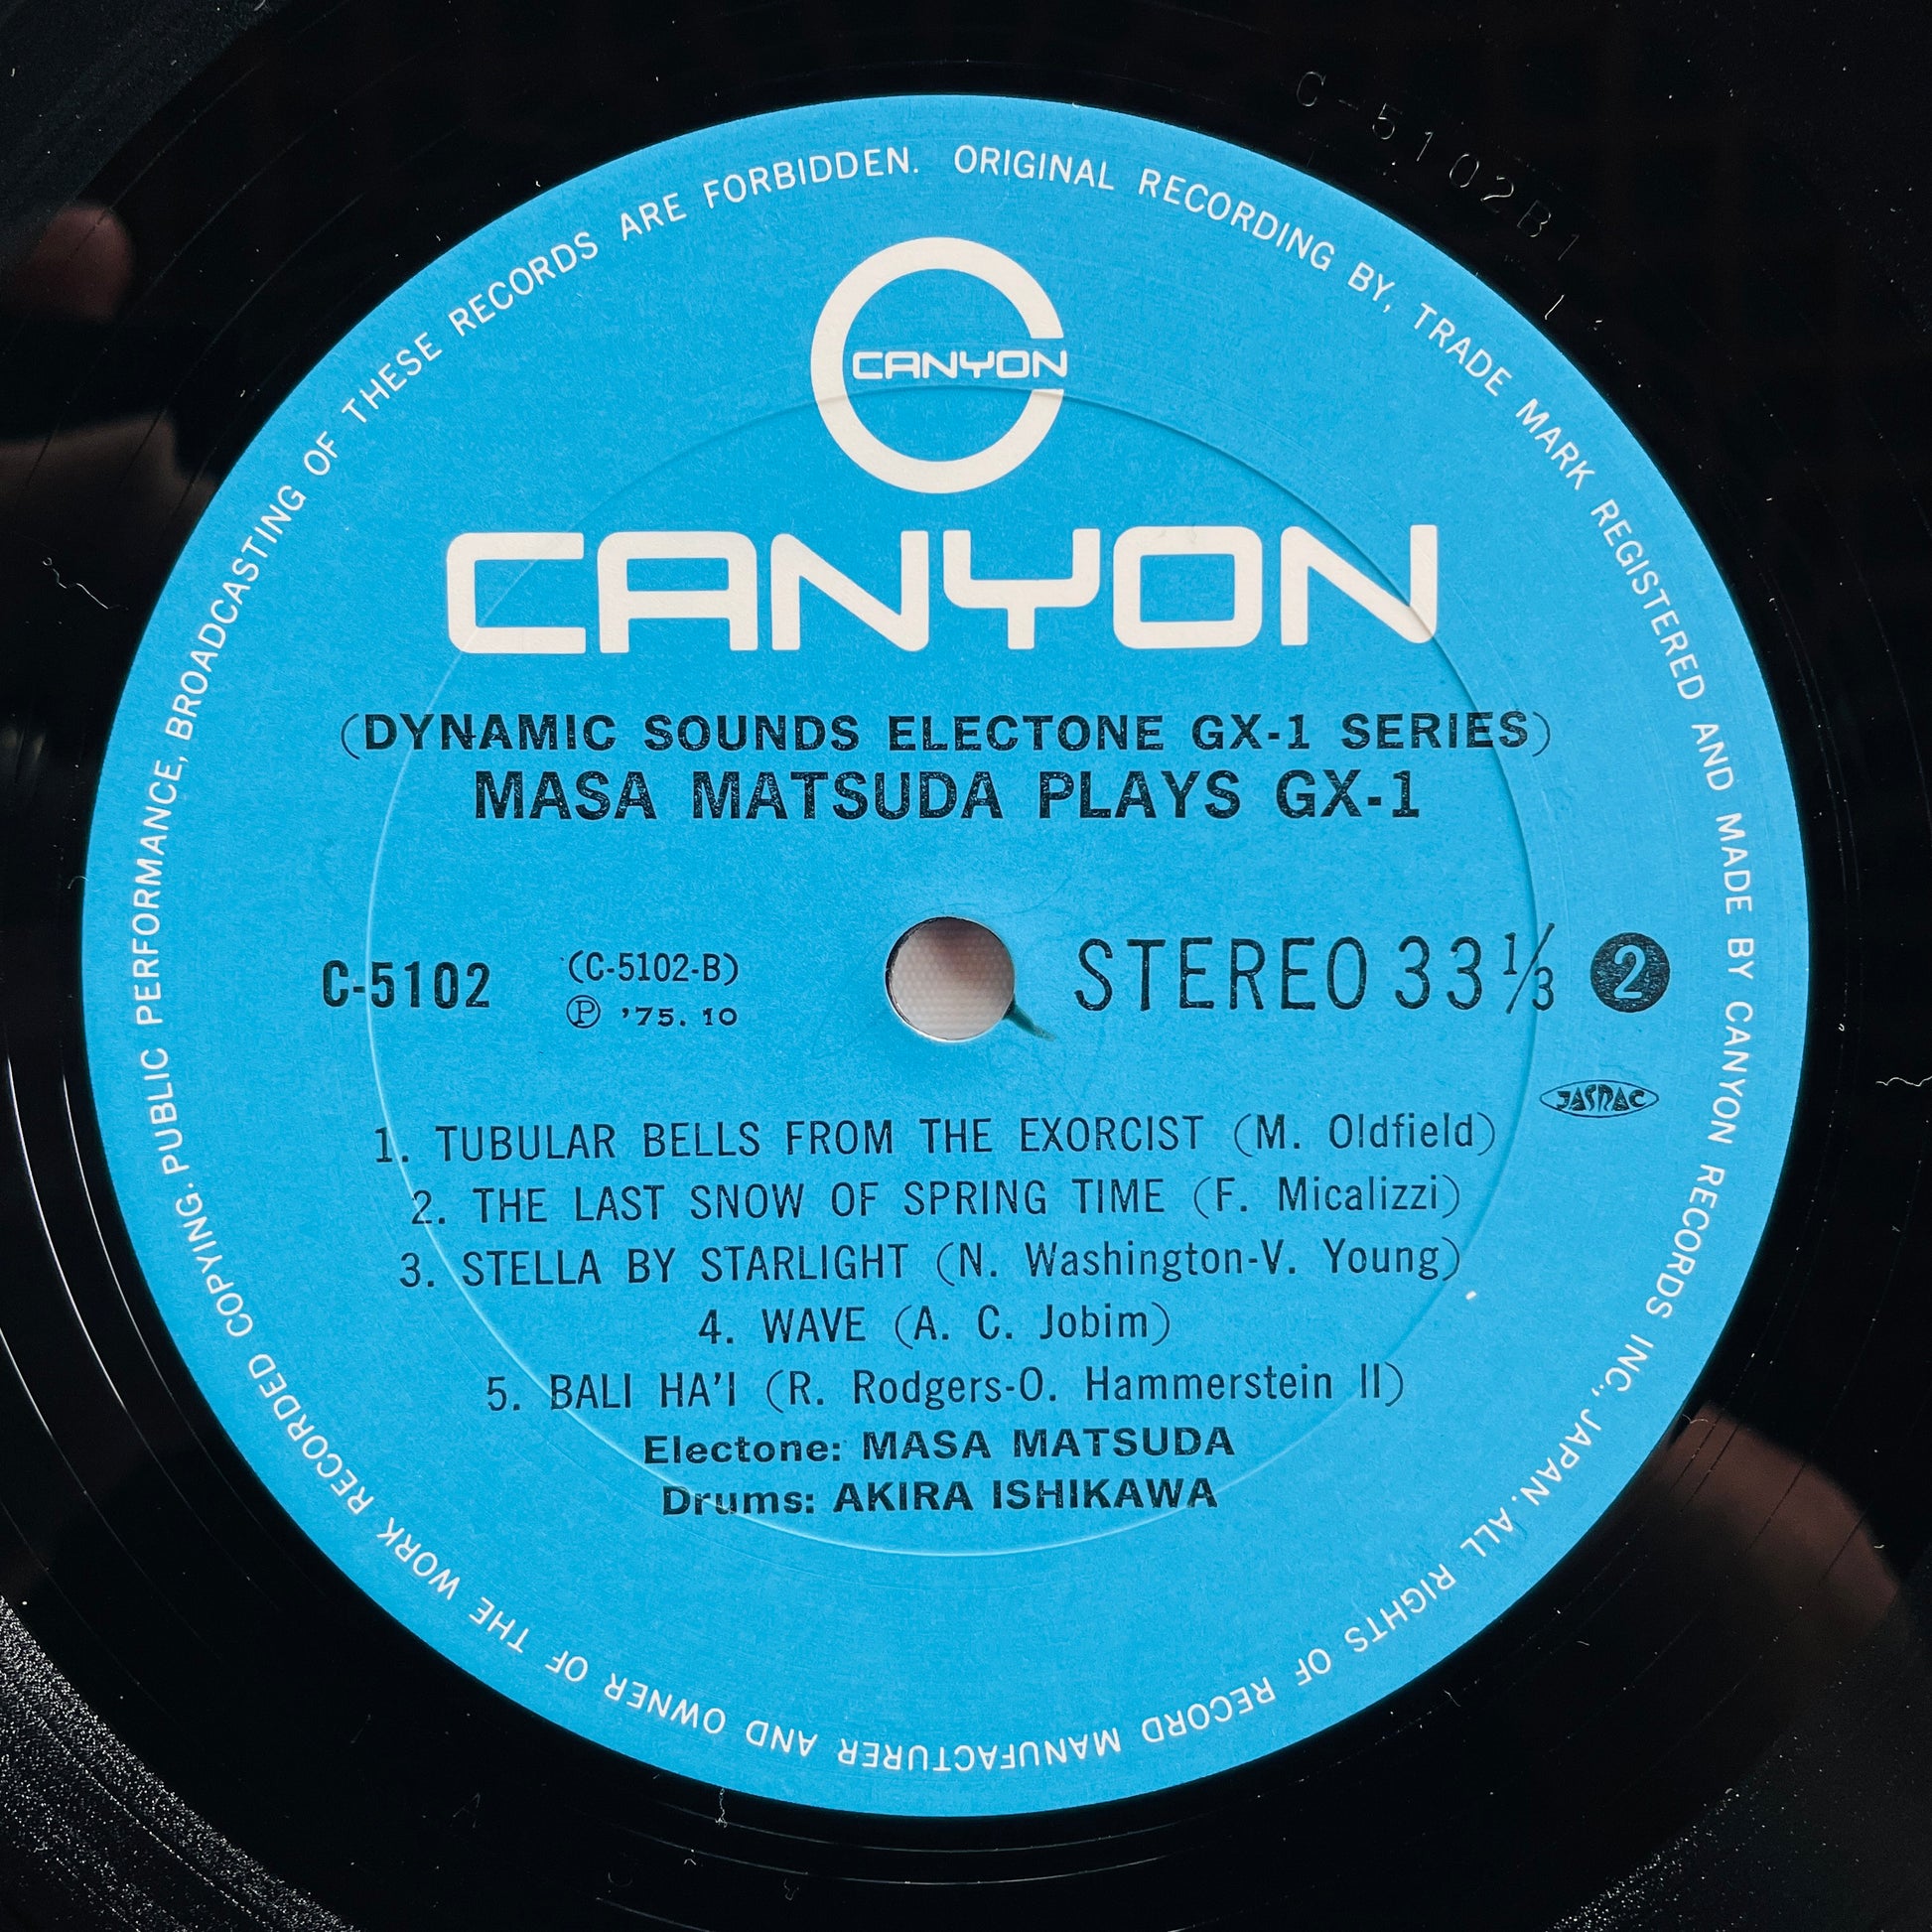 C-5102B1
ORIGINAL RECORDING BY, TRADE MARK REGISTERED AND MADE BY CANYON RECORDS INC., JAPAN. ALL RIGHTS OF RECORD MANUFACTURER AND OWNER OF THE WORK RECORDED COPYING. PUBLIC PERFORMANCE, BROADCASTING OF THESE RECORDS ARE FORBIDDEN.
CANYON
CANYON
(DYNAMIC SOUNDS ELECTONE GX-1 SERIES)
MASA MATSUDA PLAYS GX-1
C-5102 (C-5102-B) STEREO 33 1/3 2
Ⓟ '75. 10
JASRAC
1. TUBULAR BELLS FROM THE EXORCIST (M. Oldfield)
2. THE LAST SNOW OF SPRING TIME (F. Micalizzi)
3. STELLA BY STARLIGHT (N. Washington-V. Young)
4. WAVE (A. C. Jobim)
5. BALI HA'I (R. Rodgers-O. Hammerstein II)
Electone: MASA MATSUDA
Drums: AKIRA ISHIKAWA